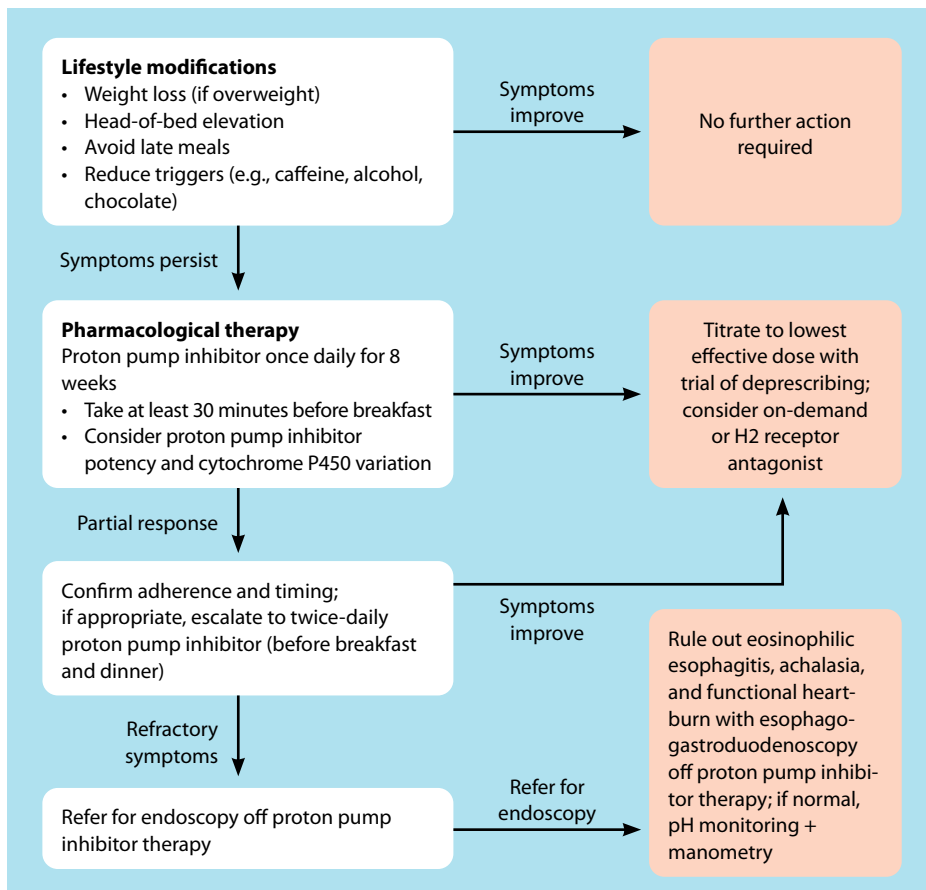 Lifestyle modifications
• Weight loss (if overweight)
• Head-of-bed elevation
• Avoid late meals
• Reduce triggers (e.g., caffeine, alcohol,
chocolate)
Symptoms
improve
No further action
required
Symptoms persist
Pharmacological therapy
Proton pump inhibitor once daily for 8
weeks
• Take at least 30 minutes before breakfast
• Consider proton pump inhibitor
potency and cytochrome P450 variation
Symptoms
improve
Titrate to lowest
effective dose with
trial of deprescribing;
consider on-demand
or H2 receptor
antagonist
Partial response
Confirm adherence and timing;
if appropriate, escalate to twice-daily
proton pump inhibitor (before breakfast
and dinner)
Symptoms
improve
Refractory
symptoms
Refer for endoscopy off proton pump
inhibitor therapy
Refer for
endoscopy
Rule out eosinophilic
esophagitis, achalasia,
and functional heart-
burn with esophago-
gastroduodenoscopy
off proton pump inhibi-
tor therapy; if normal,
pH monitoring +
manometry